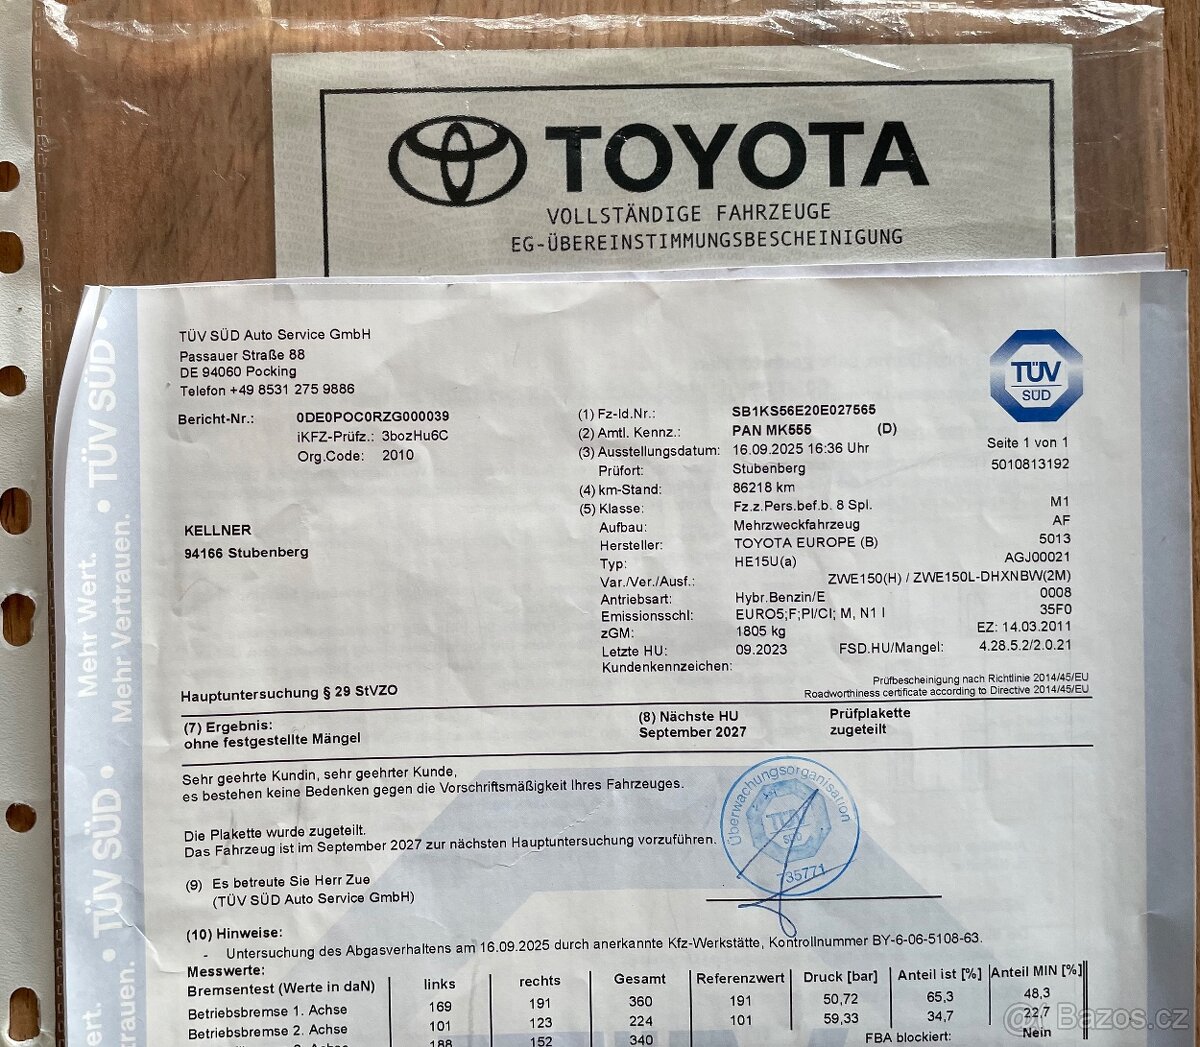 TOYOTA
VOLLSTÄNDIGE FAHRZEUGE
EG-ÜBEREINSTIMMUNGSBESCHEINIGUNG
TÜV SÜD Auto Service GmbH
Passauer Straße 88
DE 94060 Pocking
Telefon +49 8531 275 9886
Bericht-Nr.: 0DE0POC0RZG000039
iKFZ-Prüfz.: 3bozHu6C
Org.Code: 2010
KELLNER
94166 Stubenberg
TÜV
SÜD
Seite 1 von 1
5010813192
(1) Fz-Id.Nr.: SB1KS56E20E027565
(2) Amtl. Kennz.: PAN MK555 (D)
(3) Ausstellungsdatum: 16.09.2025 16:36 Uhr
Prüfort: Stubenberg
(4) km-Stand: 86218 km
(5) Klasse: Fz.z.Pers.bef.b. 8 Spl. M1
Aufbau: Mehrzweckfahrzeug AF
Hersteller: TOYOTA EUROPE (B) 5013
Typ: HE15U(a) AGJ00021
Var./Ver./Ausf.: ZWE150(H) / ZWE150L-DHXNBW(2M)
Antriebsart: Hybr.Benzin/E 0008
Emissionsschl: EURO5;F;PI/CI; M, N1 I 35F0
zGM: 1805 kg EZ: 14.03.2011
Letzte HU: 09.2023 FSD.HU/Mangel: 4.28.5.2/2.0.21
Kundenkennzeichen:
Prüfbescheinigung nach Richtlinie 2014/45/EU
Roadworthiness certificate according to Directive 2014/45/EU
Hauptuntersuchung § 29 StVZO
(7) Ergebnis:
ohne festgestellte Mängel
(8) Nächste HU
September 2027
Prüfplakette
zugeteilt
Sehr geehrte Kundin, sehr geehrter Kunde,
es bestehen keine Bedenken gegen die Vorschriftsmäßigkeit Ihres Fahrzeuges.
Die Plakette wurde zugeteilt.
Das Fahrzeug ist im September 2027 zur nächsten Hauptuntersuchung vorzuführen.
Überwachungsorganisation
TÜV
SÜD
735771
(9) Es betreute Sie Herr Zue
(TÜV SÜD Auto Service GmbH)
(10) Hinweise:
- Untersuchung des Abgasverhaltens am 16.09.2025 durch anerkannte Kfz-Werkstätte, Kontrollnummer BY-6-06-5108-63.
Messwerte:
Bremsentest (Werte in daN) links rechts Gesamt Referenzwert Druck [bar] Anteil ist [%] Anteil MIN [%]
Betriebsbremse 1. Achse 169 191 360 191 50,72 65,3 48,3
Betriebsbremse 2. Achse 101 123 224 101 59,33 34,7 22,7
188 152 340 FBA blockiert: Nein
TÜV SÜD •
Mehr Wert.
Mehr Vertrauen.
• TÜV SÜD •
ert.
rtrauen.
Bazos.cz